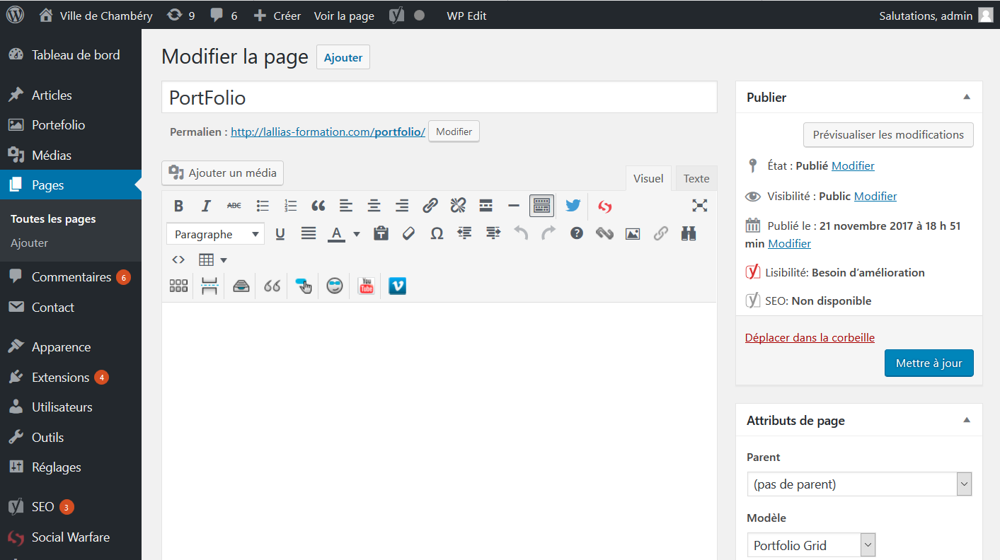 Ville de Chambéry 9 6 Créer Voir la page WP Edit Salutations, admin
Tableau de bord
Articles
Portefolio
Médias
Pages
Toutes les pages
Ajouter
Commentaires 6
Contact
Apparence
Extensions 4
Utilisateurs
Outils
Réglages
SEO 3
Social Warfare
Modifier la page Ajouter
PortFolio
Permalien : http://lallias-formation.com/portfolio/ Modifier
Ajouter un média
Visuel Texte
B I ABC
Paragraphe U A
You Tube
Publier
Prévisualiser les modifications
État : Publié Modifier
Visibilité : Public Modifier
Publié le : 21 novembre 2017 à 18 h 51
min Modifier
Lisibilité: Besoin d’amélioration
SEO: Non disponible
Déplacer dans la corbeille
Mettre à jour
Attributs de page
Parent
(pas de parent)
Modèle
Portfolio Grid